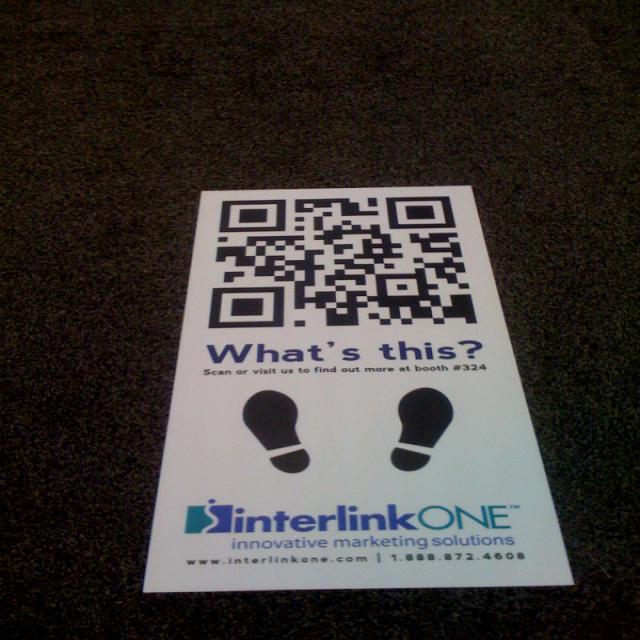 What's this?
Scan or visit us to find out more at booth #324
interlinkONE™
innovative marketing solutions
www.interlinkone.com | 1.888.872.4608